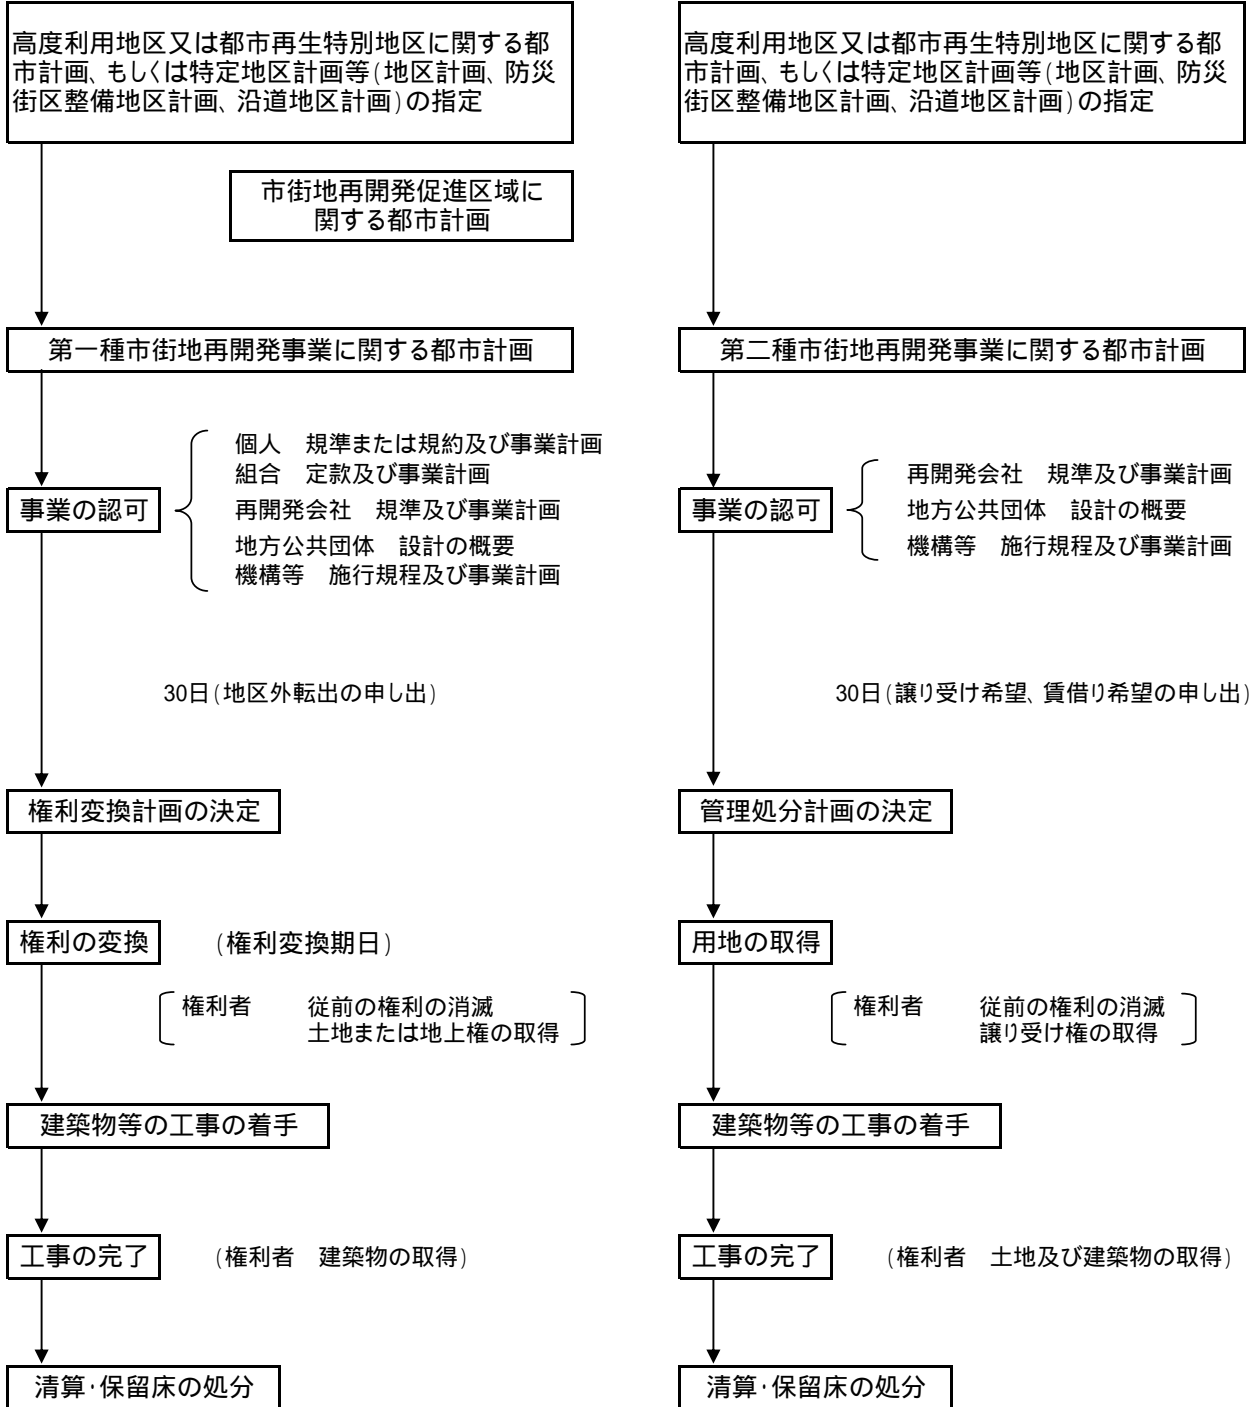 高度利用地区又は都市再生特別地区に関する都
市計画、もしくは特定地区計画等(地区計画、防災
街区整備地区計画、沿道地区計画)の指定
市街地再開発促進区域に
関する都市計画
第一種市街地再開発事業に関する都市計画
事業の認可
個人　規準または規約及び事業計画
組合　定款及び事業計画
再開発会社　規準及び事業計画
地方公共団体　設計の概要
機構等　施行規程及び事業計画
30日(地区外転出の申し出)
権利変換計画の決定
権利の変換　(権利変換期日)
権利者　従前の権利の消滅
土地または地上権の取得
建築物等の工事の着手
工事の完了　(権利者　建築物の取得)
清算・保留床の処分
高度利用地区又は都市再生特別地区に関する都
市計画、もしくは特定地区計画等(地区計画、防災
街区整備地区計画、沿道地区計画)の指定
第二種市街地再開発事業に関する都市計画
事業の認可
再開発会社　規準及び事業計画
地方公共団体　設計の概要
機構等　施行規程及び事業計画
30日(譲り受け希望、賃借り希望の申し出)
管理処分計画の決定
用地の取得
権利者　従前の権利の消滅
譲り受け権の取得
建築物等の工事の着手
工事の完了　(権利者　土地及び建築物の取得)
清算・保留床の処分